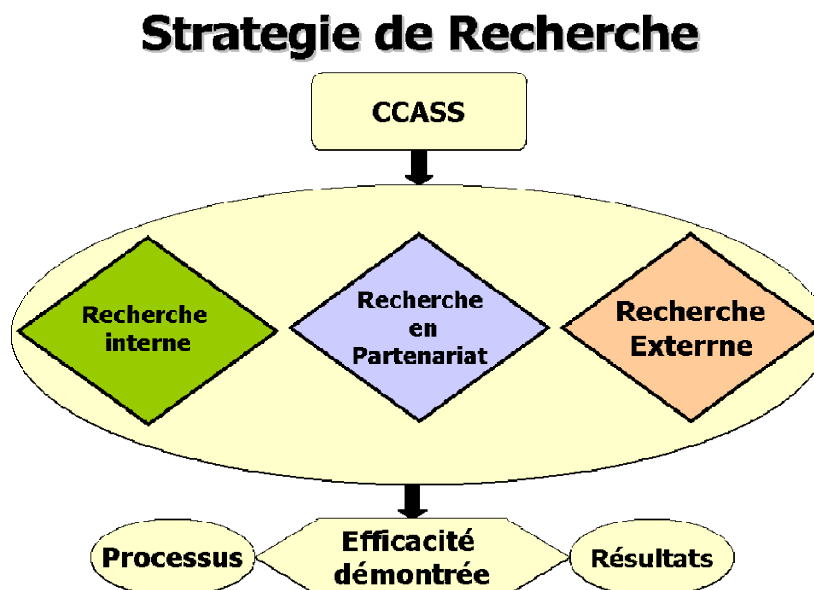 Strategie de Recherche
CCASS
Recherche
interne
Recherche
en
Partenariat
Recherche
Exterrne
Processus
Efficacité
démontrée
Résultats